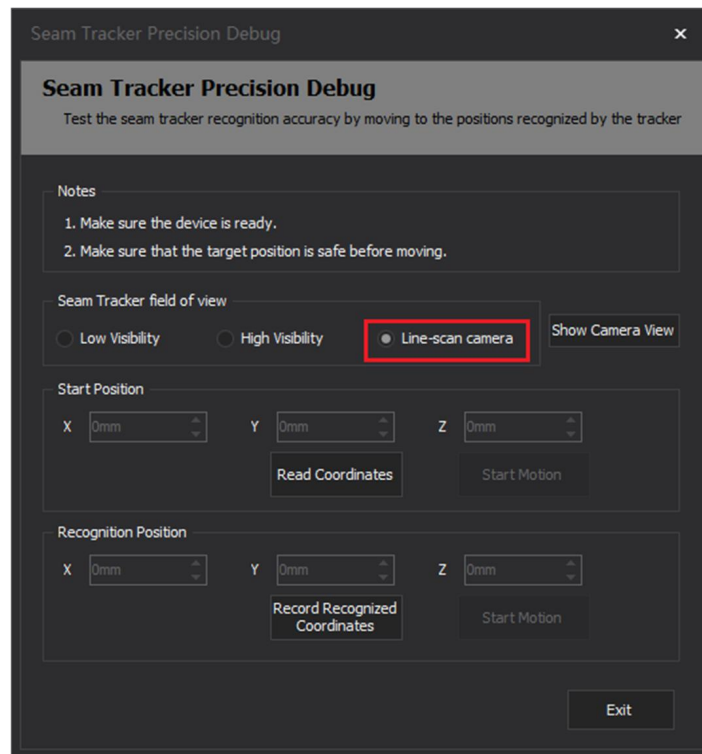 Seam Tracker Precision Debug
Seam Tracker Precision Debug
Test the seam tracker recognition accuracy by moving to the positions recognized by the tracker
Notes
1. Make sure the device is ready.
2. Make sure that the target position is safe before moving.
Seam Tracker field of view
Low Visibility High Visibility Line-scan camera Show Camera View
Start Position
X 0mm Y 0mm Z 0mm
Read Coordinates Start Motion
Recognition Position
X 0mm Y 0mm Z 0mm
Record Recognized
Coordinates Start Motion
Exit